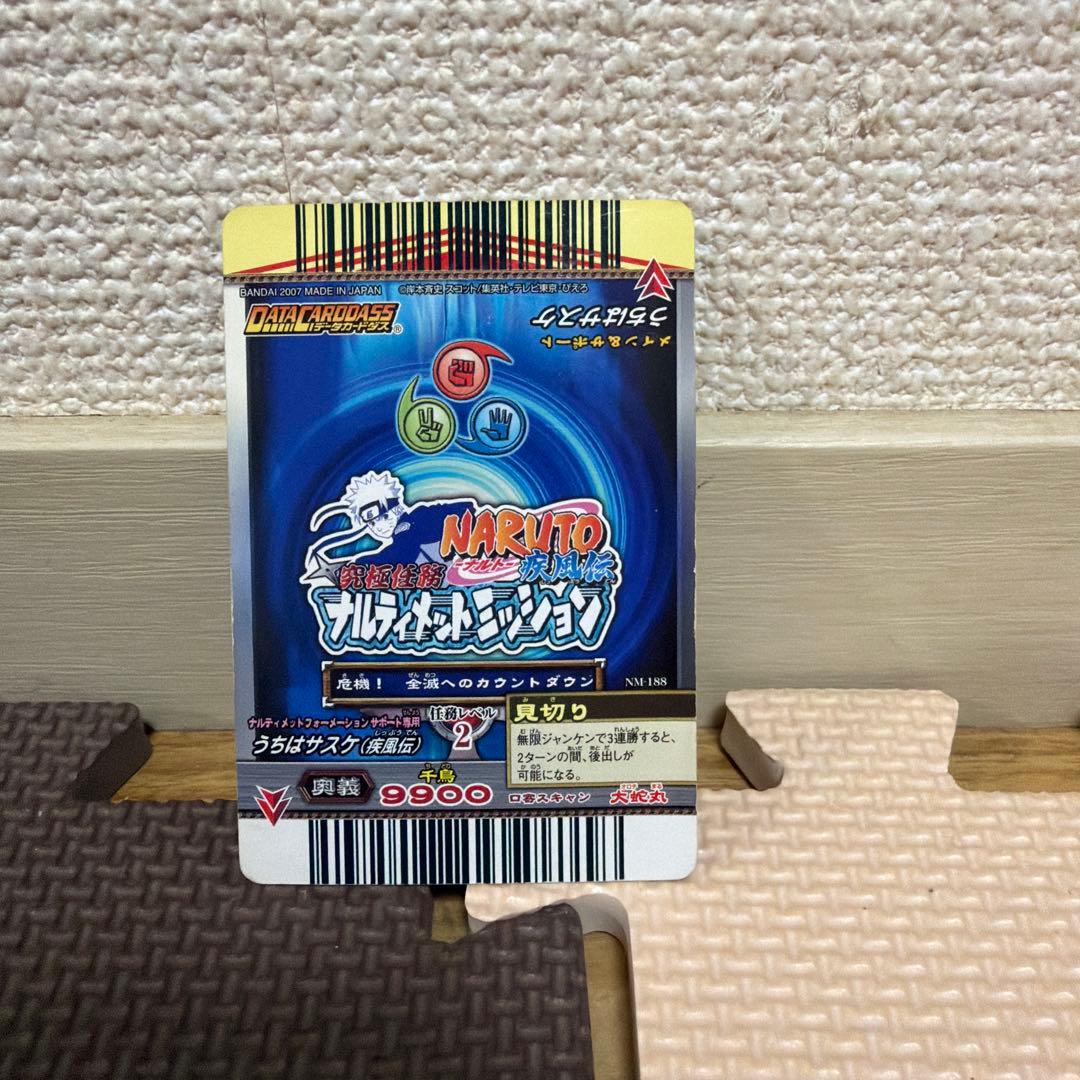 BANDAI 2007 MADE IN JAPAN ©岸本斉史 スコット/集英社・テレビ東京・ぴえろ
DATA CARDDASS
データカードダス®
うちはサスケ
メイン&サポート
NARUTO
-ナルト- 疾風伝
究極任務
ナルティメットミッション
危機! 全滅へのカウントダウン
NM-188
ナルティメットフォーメーション サポート専用
うちはサスケ(疾風伝)
任務レベル
2
見切り
無限ジャンケンで3連勝すると、
2ターンの間、後出しが
可能になる。
奥義
千鳥
9900
口寄スキャン
大蛇丸